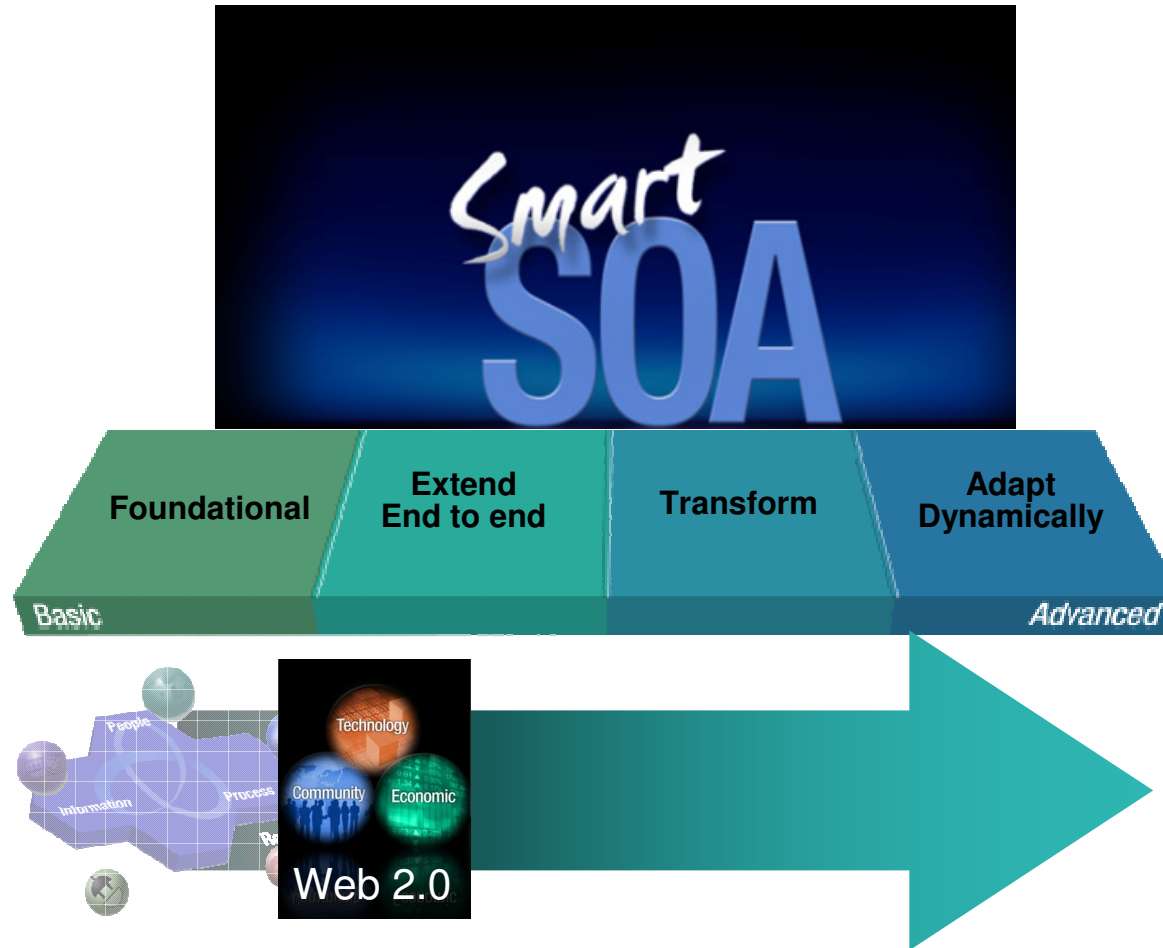 Smart
SOA
Foundational
Extend
End to end
Transform
Adapt
Dynamically
Basic
Advanced
People
Information
Process
Technology
Community
Economic
Web 2.0